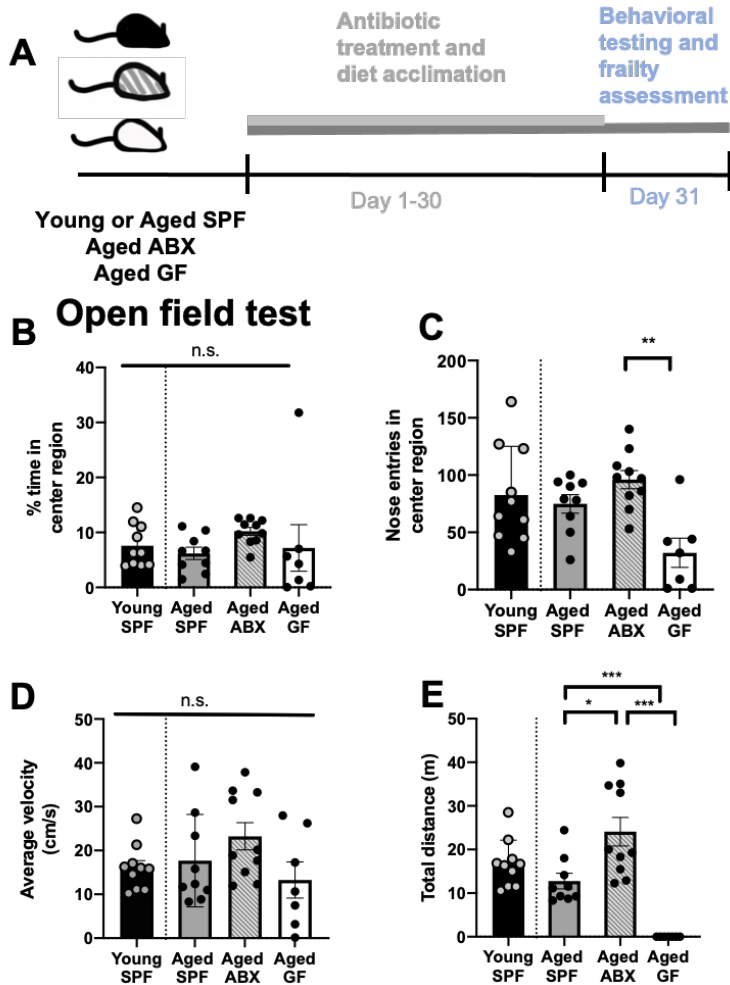 A
Antibiotic
treatment and
diet acclimation
Behavioral
testing and
frailty
assessment
Day 1-30
Day 31
Young or Aged SPF
Aged ABX
Aged GF
Open field test
B
n.s.
% time in
center region
40
30
20
10
0
Young
SPF
Aged
SPF
Aged
ABX
Aged
GF
C
**
Nose entries in
center region
200
150
100
50
0
Young
SPF
Aged
SPF
Aged
ABX
Aged
GF
D
n.s.
Average velocity
(cm/s)
50
40
30
20
10
0
Young
SPF
Aged
SPF
Aged
ABX
Aged
GF
E
***
* ***
Total distance (m)
50
40
30
20
10
0
Young
SPF
Aged
SPF
Aged
ABX
Aged
GF